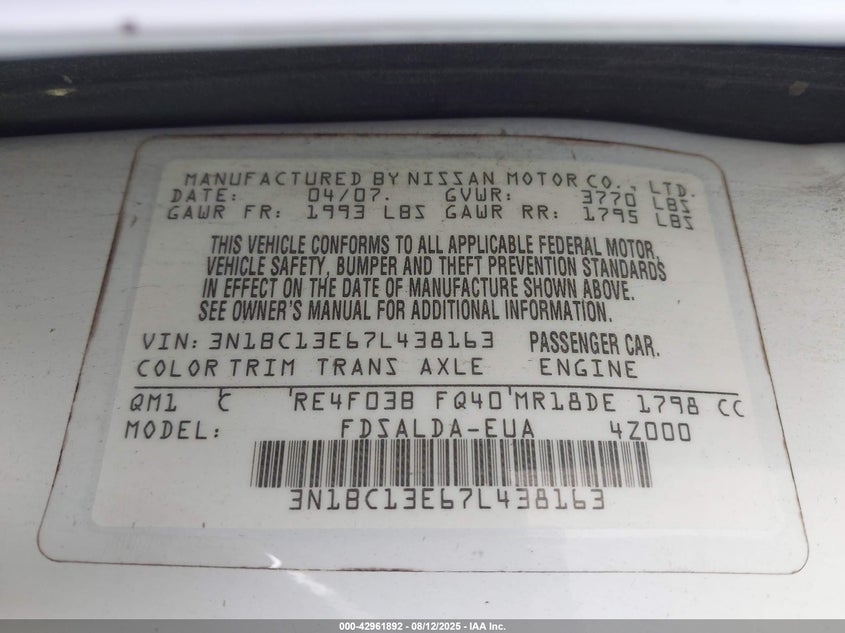 MANUFACTURED BY NISSAN MOTOR CO., LTD.
DATE: 04/07. GVWR: 3770 LBS
GAWR FR: 1993 LBS GAWR RR: 1795 LBS
THIS VEHICLE CONFORMS TO ALL APPLICABLE FEDERAL MOTOR
VEHICLE SAFETY, BUMPER AND THEFT PREVENTION STANDARDS
IN EFFECT ON THE DATE OF MANUFACTURE SHOWN ABOVE.
SEE OWNER'S MANUAL FOR ADDITIONAL INFORMATION.
VIN: 3N1BC13E67L438163 PASSENGER CAR.
COLOR TRIM TRANS AXLE ENGINE
QM1 C RE4F03B FQ40 MR18DE 1798 CC
MODEL: FDSALDA-EUA 4Z000
3N1BC13E67L438163
000-42961892 - 08/12/2025 - IAA Inc.